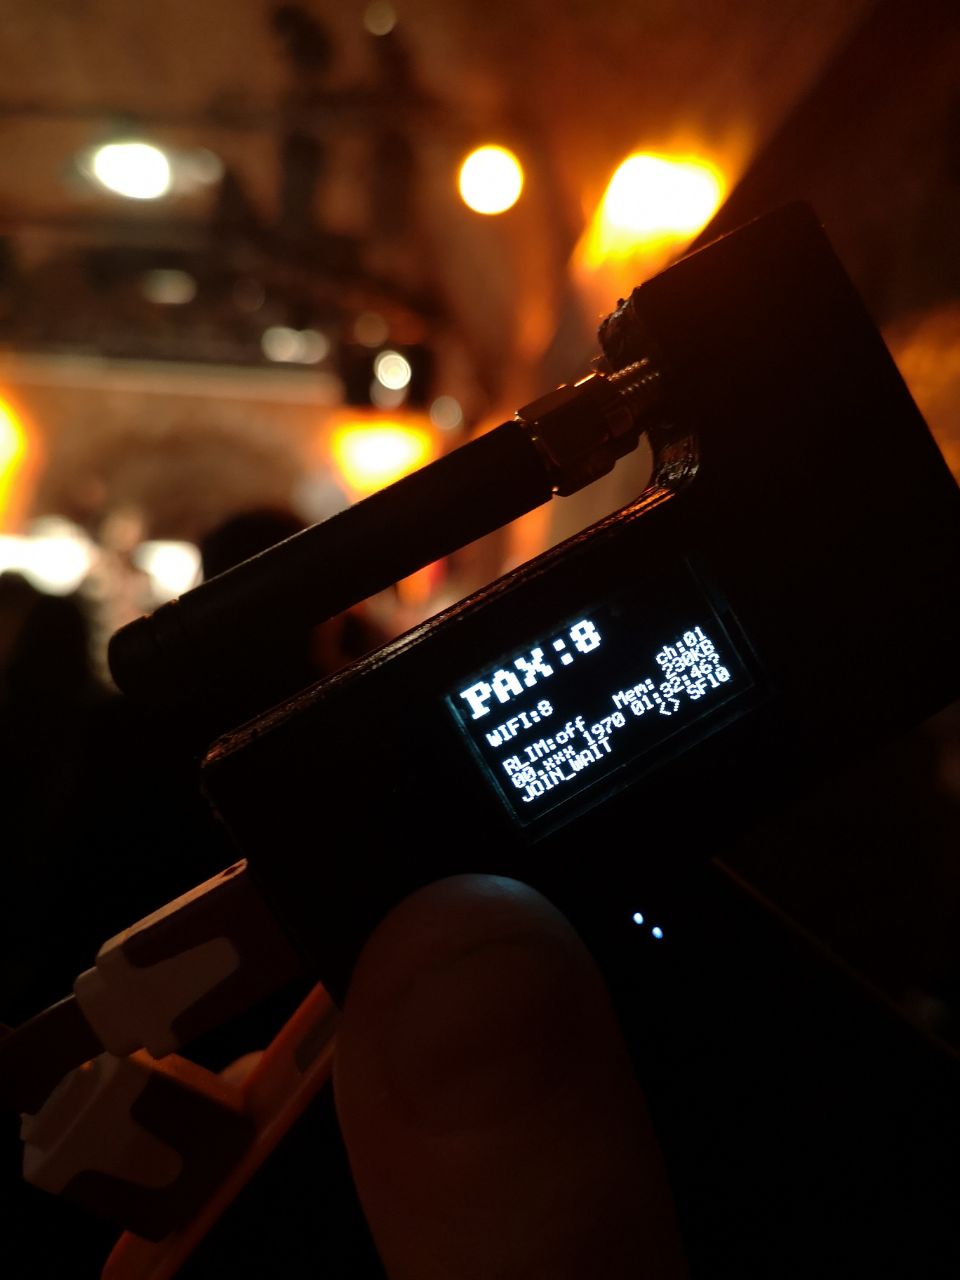 PAX:8
WIFI:8 ch:01
RLIM:off Mem: 230KB
00.xxx 1970 01:32:46?
JOIN_WAIT <> SF10